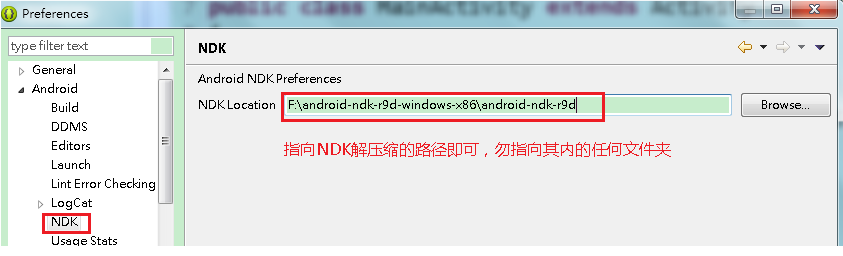 public class MainActivity extends Activity
Preferences
type filter text
General
Android
Build
DDMS
Editors
Launch
Lint Error Checking
LogCat
NDK
Usage Stats
NDK
Android NDK Preferences
NDK Location
F:\android-ndk-r9d-windows-x86\android-ndk-r9d
Browse...
指向NDK解压缩的路径即可，勿指向其内的任何文件夹